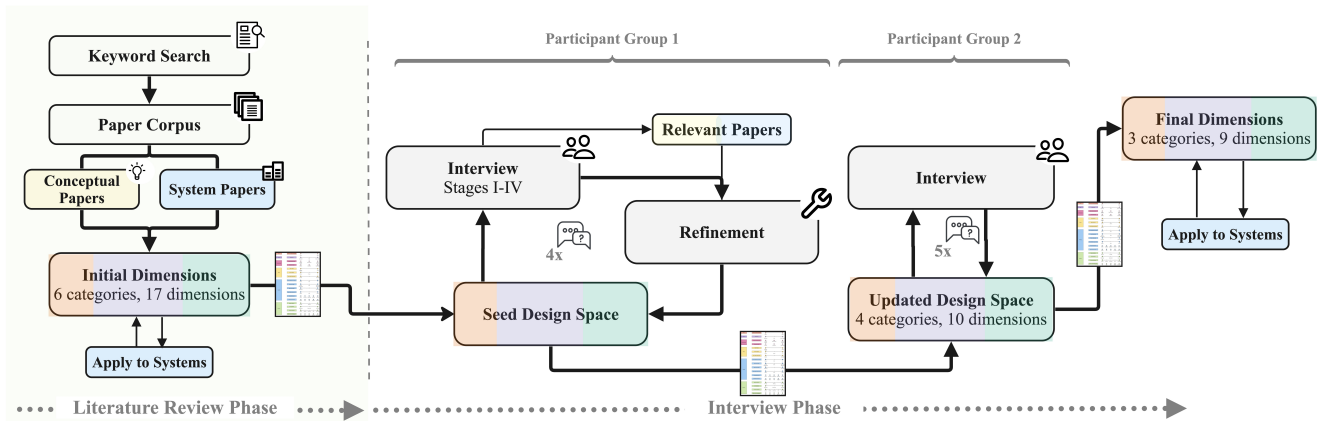 Keyword Search
Paper Corpus
Conceptual
Papers
System Papers
Initial Dimensions
6 categories, 17 dimensions
Apply to Systems
Literature Review Phase
Participant Group 1
Relevant Papers
Interview
Stages I-IV
Refinement
4x
?
Seed Design Space
Participant Group 2
Interview
5x
?
Updated Design Space
4 categories, 10 dimensions
Final Dimensions
3 categories, 9 dimensions
Apply to Systems
Interview Phase